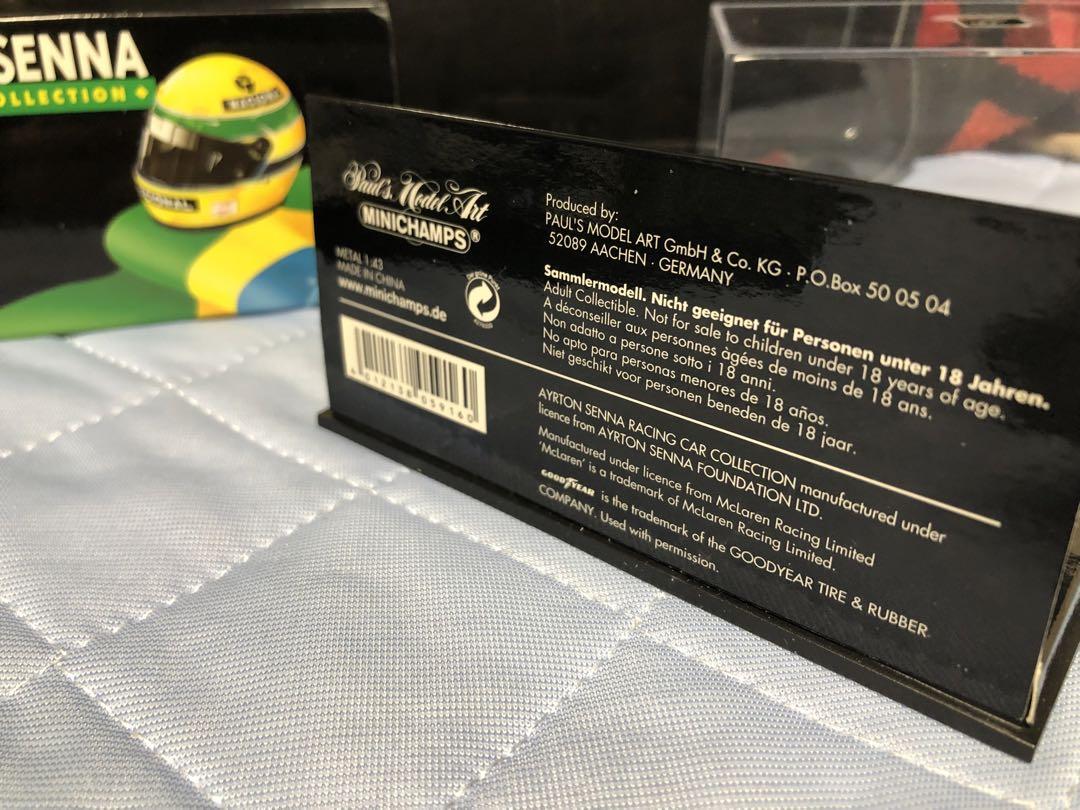 SENNA
OLLECTION +
NACIONAL
Paul's Model Art
MINICHAMPS®
METAL 1:43
MADE IN CHINA
www.minichamps.de
Produced by:
PAUL'S MODEL ART GmbH & Co. KG · P.O.Box 50 05 04
52089 AACHEN · GERMANY
Sammlermodell. Nicht geeignet für Personen unter 18 Jahren.
Adult Collectible. Not for sale to children under 18 years of age.
A déconseiller aux personnes àgées de moins de 18 ans.
Non adatto a persone sotto i 18 anni.
No apto para personas menores de 18 años.
Niet geschikt voor personen beneden de 18 jaar.
4 012138 059160
AYRTON SENNA RACING CAR COLLECTION manufactured under
licence from AYRTON SENNA FOUNDATION LTD.
Manufactured under licence from McLaren Racing Limited
'McLaren' is a trademark of McLaren Racing Limited.
GOODYEAR is the trademark of the GOODYEAR TIRE & RUBBER
COMPANY. Used with permission.